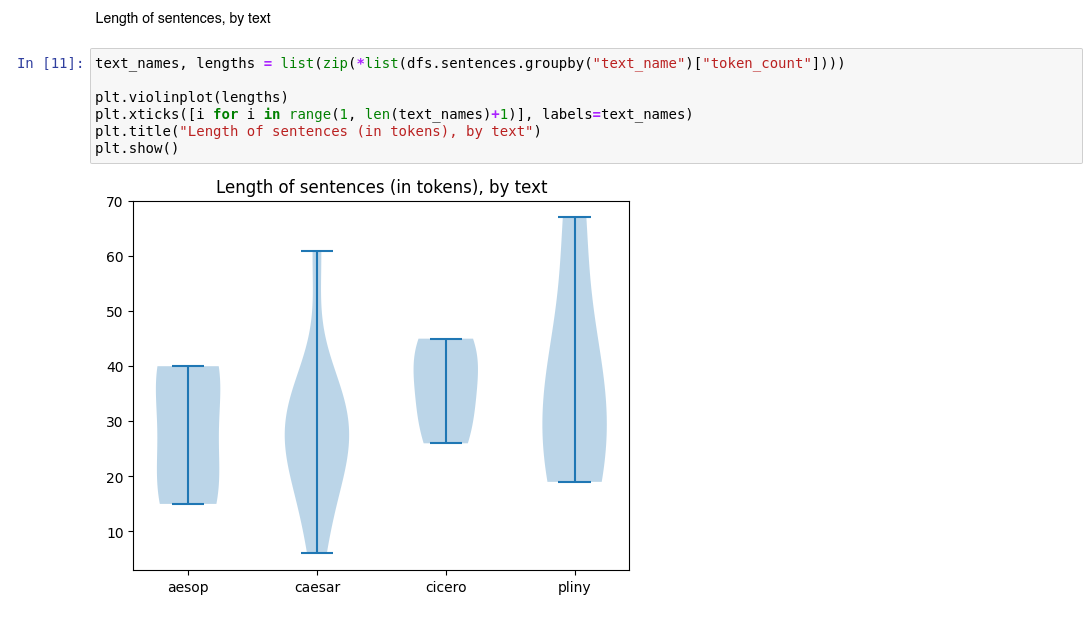 Length of sentences, by text
In [11]: text_names, lengths = list(zip(*list(dfs.sentences.groupby("text_name")["token_count"])))
plt.violinplot(lengths)
plt.xticks([i for i in range(1, len(text_names)+1)], labels=text_names)
plt.title("Length of sentences (in tokens), by text")
plt.show()
Length of sentences (in tokens), by text
70
60
50
40
30
20
10
aesop caesar cicero pliny